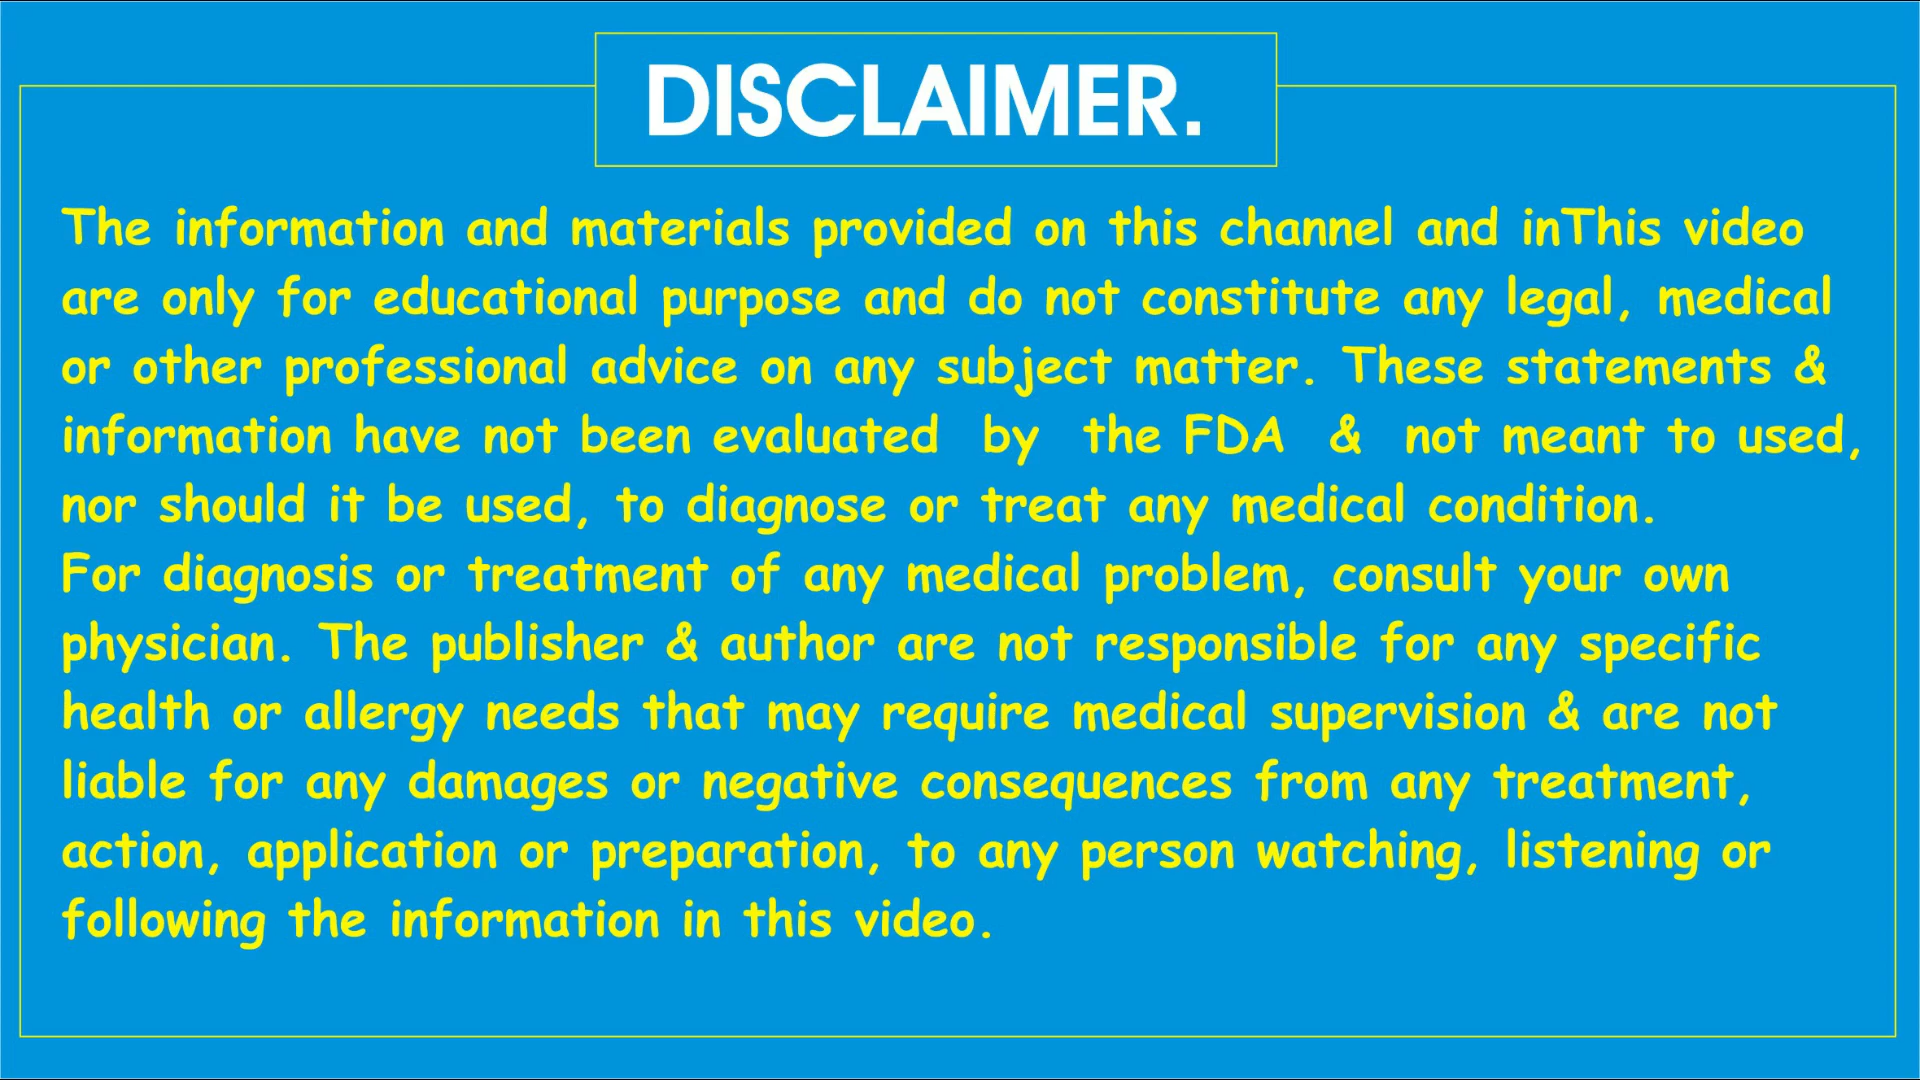 DISCLAIMER.
The information and materials provided on this channel and inThis video
are only for educational purpose and do not constitute any legal, medical
or other professional advice on any subject matter. These statements &
information have not been evaluated by the FDA & not meant to used,
nor should it be used, to diagnose or treat any medical condition.
For diagnosis or treatment of any medical problem, consult your own
physician. The publisher & author are not responsible for any specific
health or allergy needs that may require medical supervision & are not
liable for any damages or negative consequences from any treatment,
action, application or preparation, to any person watching, listening or
following the information in this video.